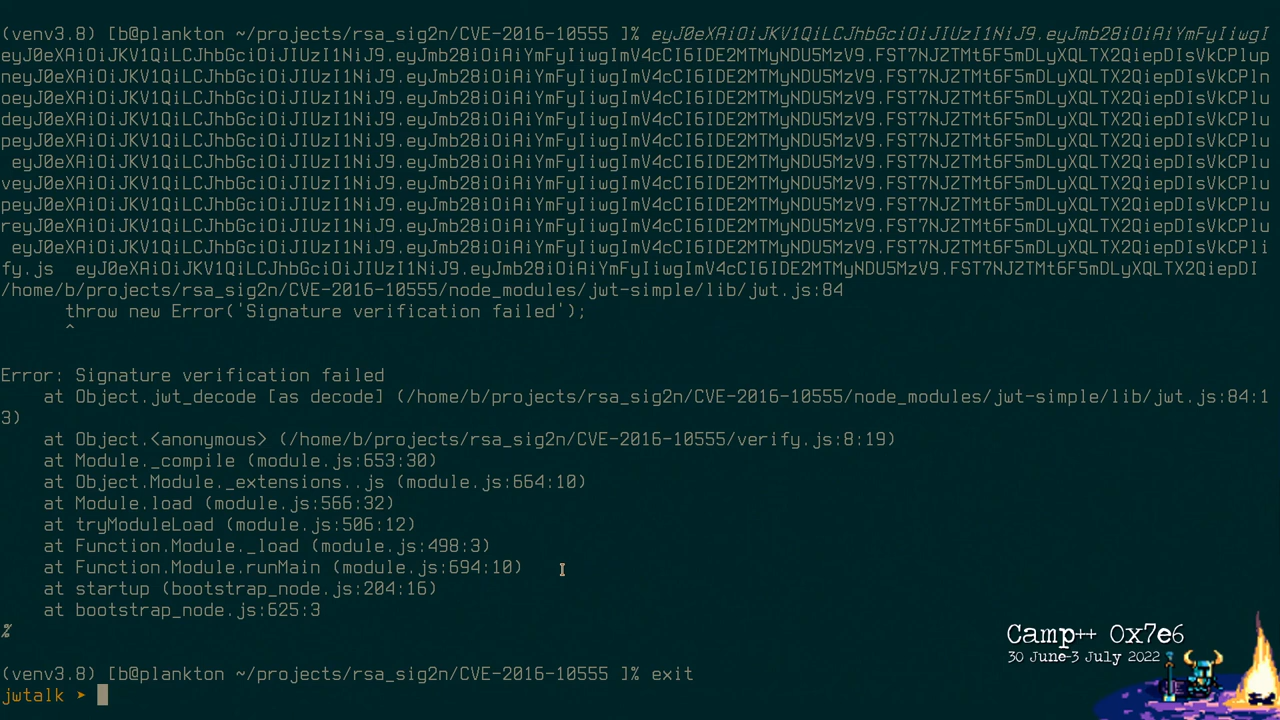 (venv3.8) [b@plankton ~/projects/rsa_sig2n/CVE-2016-10555 ]% eyJ0eXAiOiJKV1QiLCJhbGciOiJIUzI1NiJ9.eyJmb28iOiAiYmFyIiwgI
eyJ0eXAiOiJKV1QiLCJhbGciOiJIUzI1NiJ9.eyJmb28iOiAiYmFyIiwgImV4cCI6IDE2MTMyNDU5MzV9.FST7NJZTMt6F5mDLyXQLTX2QiepDIsVkCPlup
neyJ0eXAiOiJKV1QiLCJhbGciOiJIUzI1NiJ9.eyJmb28iOiAiYmFyIiwgImV4cCI6IDE2MTMyNDU5MzV9.FST7NJZTMt6F5mDLyXQLTX2QiepDIsVkCPln
oeyJ0eXAiOiJKV1QiLCJhbGciOiJIUzI1NiJ9.eyJmb28iOiAiYmFyIiwgImV4cCI6IDE2MTMyNDU5MzV9.FST7NJZTMt6F5mDLyXQLTX2QiepDIsVkCPlu
deyJ0eXAiOiJKV1QiLCJhbGciOiJIUzI1NiJ9.eyJmb28iOiAiYmFyIiwgImV4cCI6IDE2MTMyNDU5MzV9.FST7NJZTMt6F5mDLyXQLTX2QiepDIsVkCPlu
peyJ0eXAiOiJKV1QiLCJhbGciOiJIUzI1NiJ9.eyJmb28iOiAiYmFyIiwgImV4cCI6IDE2MTMyNDU5MzV9.FST7NJZTMt6F5mDLyXQLTX2QiepDIsVkCPlu
 eyJ0eXAiOiJKV1QiLCJhbGciOiJIUzI1NiJ9.eyJmb28iOiAiYmFyIiwgImV4cCI6IDE2MTMyNDU5MzV9.FST7NJZTMt6F5mDLyXQLTX2QiepDIsVkCPlu
veyJ0eXAiOiJKV1QiLCJhbGciOiJIUzI1NiJ9.eyJmb28iOiAiYmFyIiwgImV4cCI6IDE2MTMyNDU5MzV9.FST7NJZTMt6F5mDLyXQLTX2QiepDIsVkCPlu
peyJ0eXAiOiJKV1QiLCJhbGciOiJIUzI1NiJ9.eyJmb28iOiAiYmFyIiwgImV4cCI6IDE2MTMyNDU5MzV9.FST7NJZTMt6F5mDLyXQLTX2QiepDIsVkCPlu
reyJ0eXAiOiJKV1QiLCJhbGciOiJIUzI1NiJ9.eyJmb28iOiAiYmFyIiwgImV4cCI6IDE2MTMyNDU5MzV9.FST7NJZTMt6F5mDLyXQLTX2QiepDIsVkCPlu
 eyJ0eXAiOiJKV1QiLCJhbGciOiJIUzI1NiJ9.eyJmb28iOiAiYmFyIiwgImV4cCI6IDE2MTMyNDU5MzV9.FST7NJZTMt6F5mDLyXQLTX2QiepDIsVkCPli
fy.js  eyJ0eXAiOiJKV1QiLCJhbGciOiJIUzI1NiJ9.eyJmb28iOiAiYmFyIiwgImV4cCI6IDE2MTMyNDU5MzV9.FST7NJZTMt6F5mDLyXQLTX2QiepDI
/home/b/projects/rsa_sig2n/CVE-2016-10555/node_modules/jwt-simple/lib/jwt.js:84
      throw new Error('Signature verification failed');
      ^
Error: Signature verification failed
    at Object.jwt_decode [as decode] (/home/b/projects/rsa_sig2n/CVE-2016-10555/node_modules/jwt-simple/lib/jwt.js:84:1
3)
    at Object.<anonymous> (/home/b/projects/rsa_sig2n/CVE-2016-10555/verify.js:8:19)
    at Module._compile (module.js:653:30)
    at Object.Module._extensions..js (module.js:664:10)
    at Module.load (module.js:566:32)
    at tryModuleLoad (module.js:506:12)
    at Function.Module._load (module.js:498:3)
    at Function.Module.runMain (module.js:694:10)
    at startup (bootstrap_node.js:204:16)
    at bootstrap_node.js:625:3
%
Camp++ 0x7e6
30 June-3 July 2022
(venv3.8) [b@plankton ~/projects/rsa_sig2n/CVE-2016-10555 ]% exit
jwtalk ➤